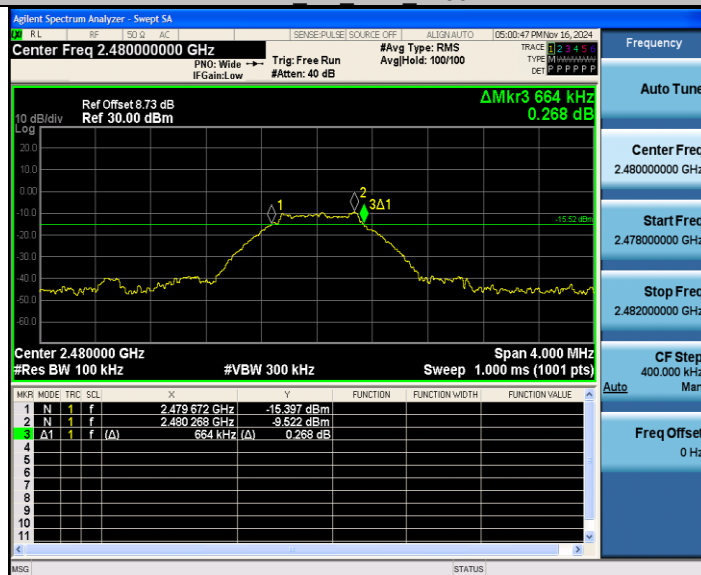 Agilent Spectrum Analyzer - Swept SA
RL RF 50 Ω AC SENSE:PULSE SOURCE OFF ALIGN AUTO 05:00:47 PM Nov 16, 2024
Center Freq 2.480000000 GHz #Avg Type: RMS TRACE 1 2 3 4 5 6
PNO: Wide Trig: Free Run Avg|Hold: 100/100 TYPE M
IFGain:Low #Atten: 40 dB DET P P P P P P
Frequency
Auto Tune
ΔMkr3 664 kHz
Ref Offset 8.73 dB
10 dB/div Ref 30.00 dBm 0.268 dB
Log
20.0
10.0
0.00
-10.0
-20.0
-30.0
-40.0
-50.0
-60.0
1
2
3Δ1
-15.52 dBm
Center 2.480000 GHz Span 4.000 MHz
#Res BW 100 kHz #VBW 300 kHz Sweep 1.000 ms (1001 pts)
MKR MODE TRC SCL X Y FUNCTION FUNCTION WIDTH FUNCTION VALUE
1 N 1 f 2.479 672 GHz -15.397 dBm
2 N 1 f 2.480 268 GHz -9.522 dBm
3 Δ1 1 f (Δ) 664 kHz (Δ) 0.268 dB
4
5
6
7
8
9
10
11
MSG STATUS
Center Freq
2.480000000 GHz
Start Freq
2.478000000 GHz
Stop Freq
2.482000000 GHz
CF Step
400.000 kHz
Auto Man
Freq Offset
0 Hz